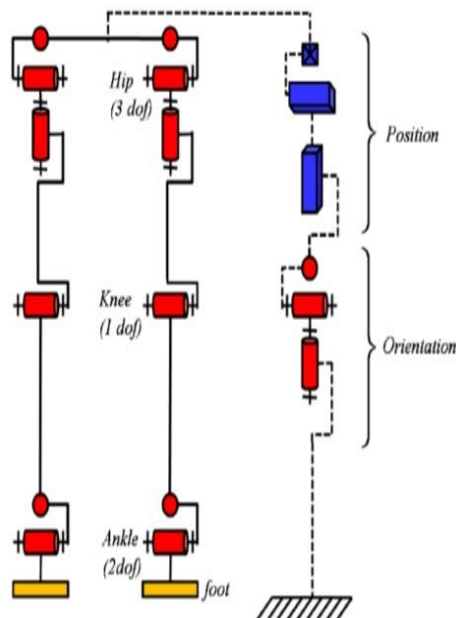 Hip
(3 dof)
Position
Knee
(1 dof)
Orientation
Ankle
(2dof)
foot